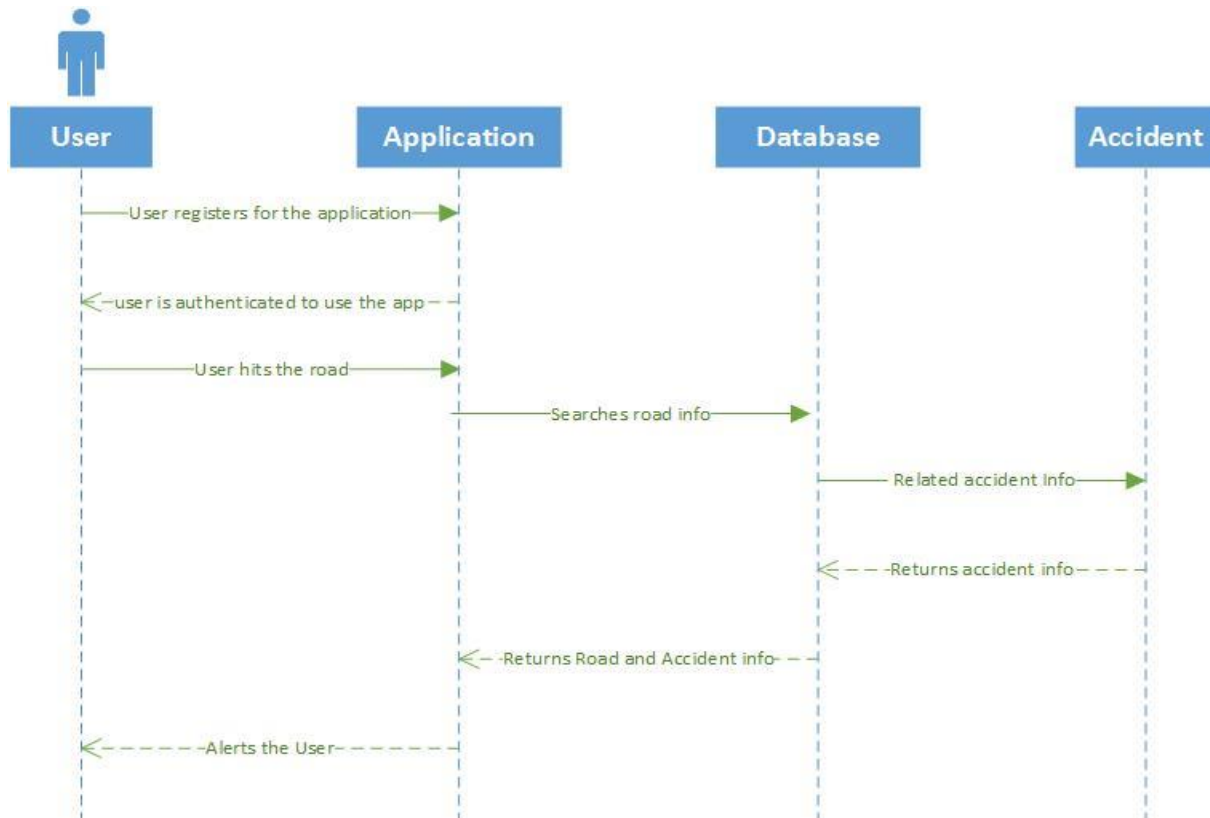 User
Application
Database
Accident
User registers for the application
user is authenticated to use the app
User hits the road
Searches road info
Related accident Info
Returns accident info
Returns Road and Accident info
Alerts the User